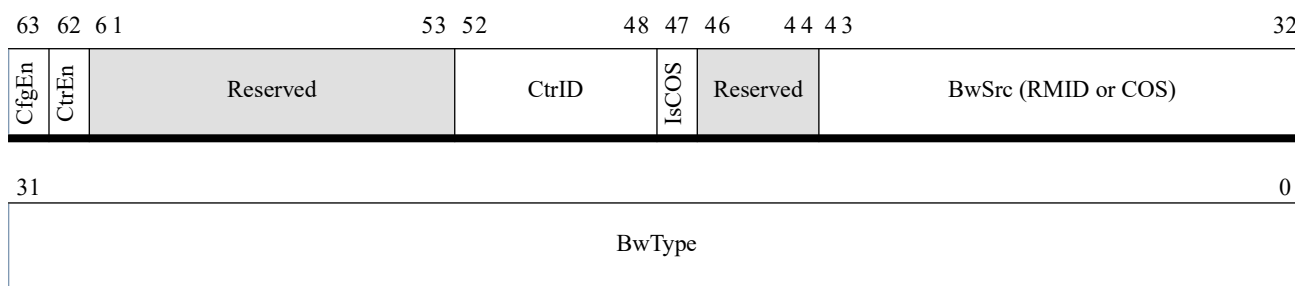 63 62 61 53 52 48 47 46 44 43 32
CfgEn CtrEn Reserved CtrID IsCOS Reserved BwSrc (RMID or COS)
31 0
BwType